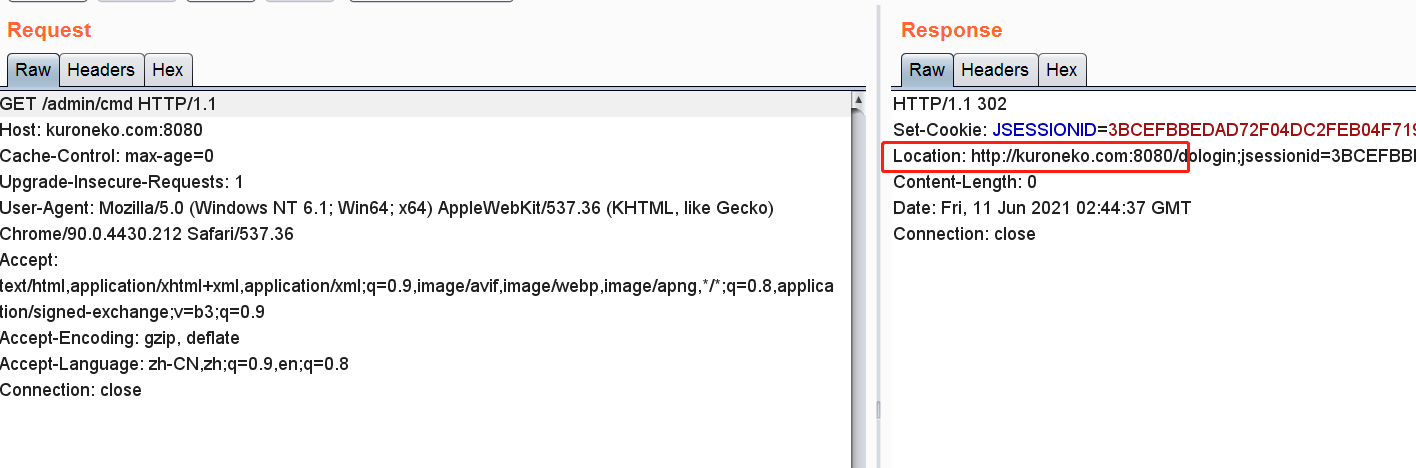 Request
Raw Headers Hex
GET /admin/cmd HTTP/1.1
Host: kuroneko.com:8080
Cache-Control: max-age=0
Upgrade-Insecure-Requests: 1
User-Agent: Mozilla/5.0 (Windows NT 6.1; Win64; x64) AppleWebKit/537.36 (KHTML, like Gecko)
Chrome/90.0.4430.212 Safari/537.36
Accept:
text/html,application/xhtml+xml,application/xml;q=0.9,image/avif,image/webp,image/apng,*/*;q=0.8,applica
tion/signed-exchange;v=b3;q=0.9
Accept-Encoding: gzip, deflate
Accept-Language: zh-CN,zh;q=0.9,en;q=0.8
Connection: close
Response
Raw Headers Hex
HTTP/1.1 302
Set-Cookie: JSESSIONID=3BCEFBBEDAD72F04DC2FEB04F719
Location: http://kuroneko.com:8080/dologin;jsessionid=3BCEFBB
Content-Length: 0
Date: Fri, 11 Jun 2021 02:44:37 GMT
Connection: close